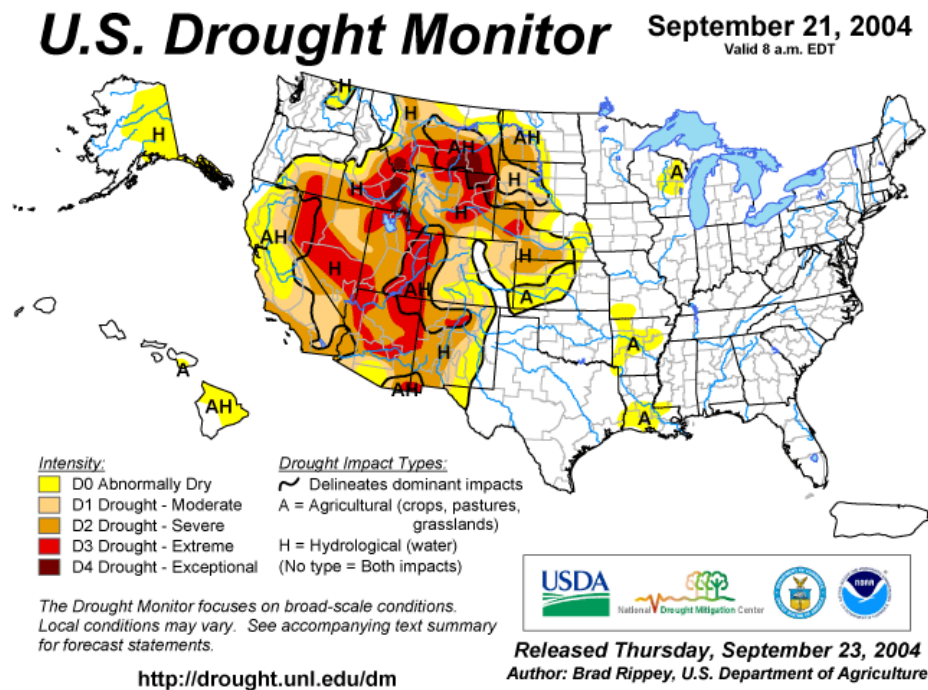 U.S. Drought Monitor
September 21, 2004
Valid 8 a.m. EDT
H
H
H
AH
AH
A
H
H
H
AH
H
H
AH
A
A
H
AH
A
A
AH
Intensity:
D0 Abnormally Dry
D1 Drought - Moderate
D2 Drought - Severe
D3 Drought - Extreme
D4 Drought - Exceptional
Drought Impact Types:
Delineates dominant impacts
A = Agricultural (crops, pastures,
grasslands)
H = Hydrological (water)
(No type = Both impacts)
The Drought Monitor focuses on broad-scale conditions.
Local conditions may vary. See accompanying text summary
for forecast statements.
http://drought.unl.edu/dm
USDA
National Drought Mitigation Center
NOAA
Released Thursday, September 23, 2004
Author: Brad Rippey, U.S. Department of Agriculture